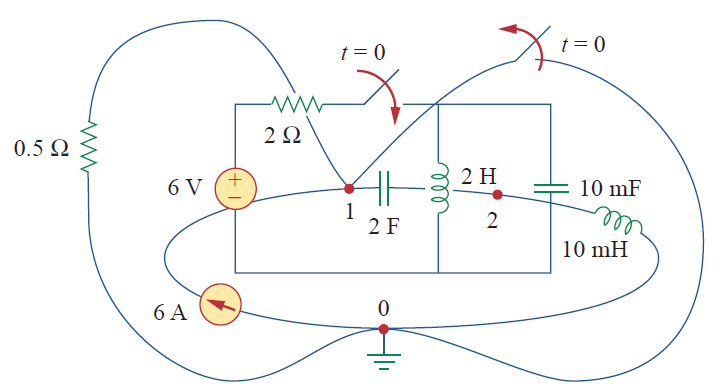 t = 0
t = 0
0.5 Ω
2 Ω
6 V
+
–
2 H
10 mF
1
2 F
2
10 mH
6 A
0